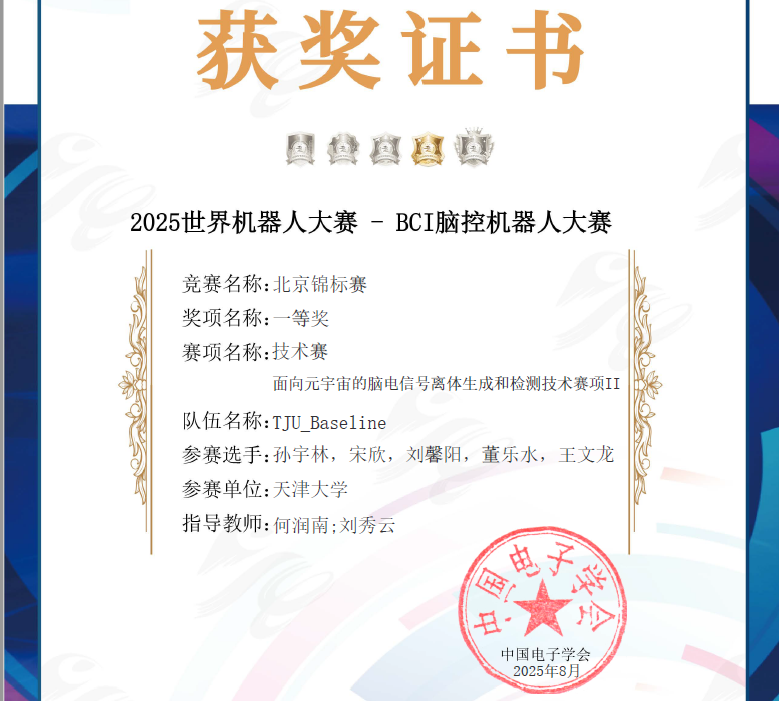 获奖证书
2025世界机器人大赛 - BCI脑控机器人大赛
竞赛名称:北京锦标赛
奖项名称:一等奖
赛项名称:技术赛
面向元宇宙的脑电信号离体生成和检测技术赛项II
队伍名称:TJU_Baseline
参赛选手:孙宇林, 宋欣, 刘馨阳, 董乐水, 王文龙
参赛单位:天津大学
指导教师:何润南;刘秀云
中国电子学会
中国电子学会
2025年8月